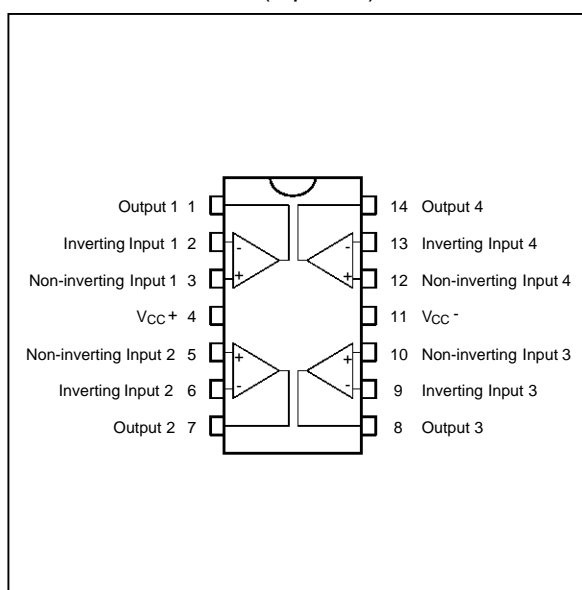 Output 1 1
Inverting Input 1 2
Non-inverting Input 1 3
VCC + 4
Non-inverting Input 2 5
Inverting Input 2 6
Output 2 7
14 Output 4
13 Inverting Input 4
12 Non-inverting Input 4
11 VCC -
10 Non-inverting Input 3
9 Inverting Input 3
8 Output 3
-
+
-
+
+
-
+
-